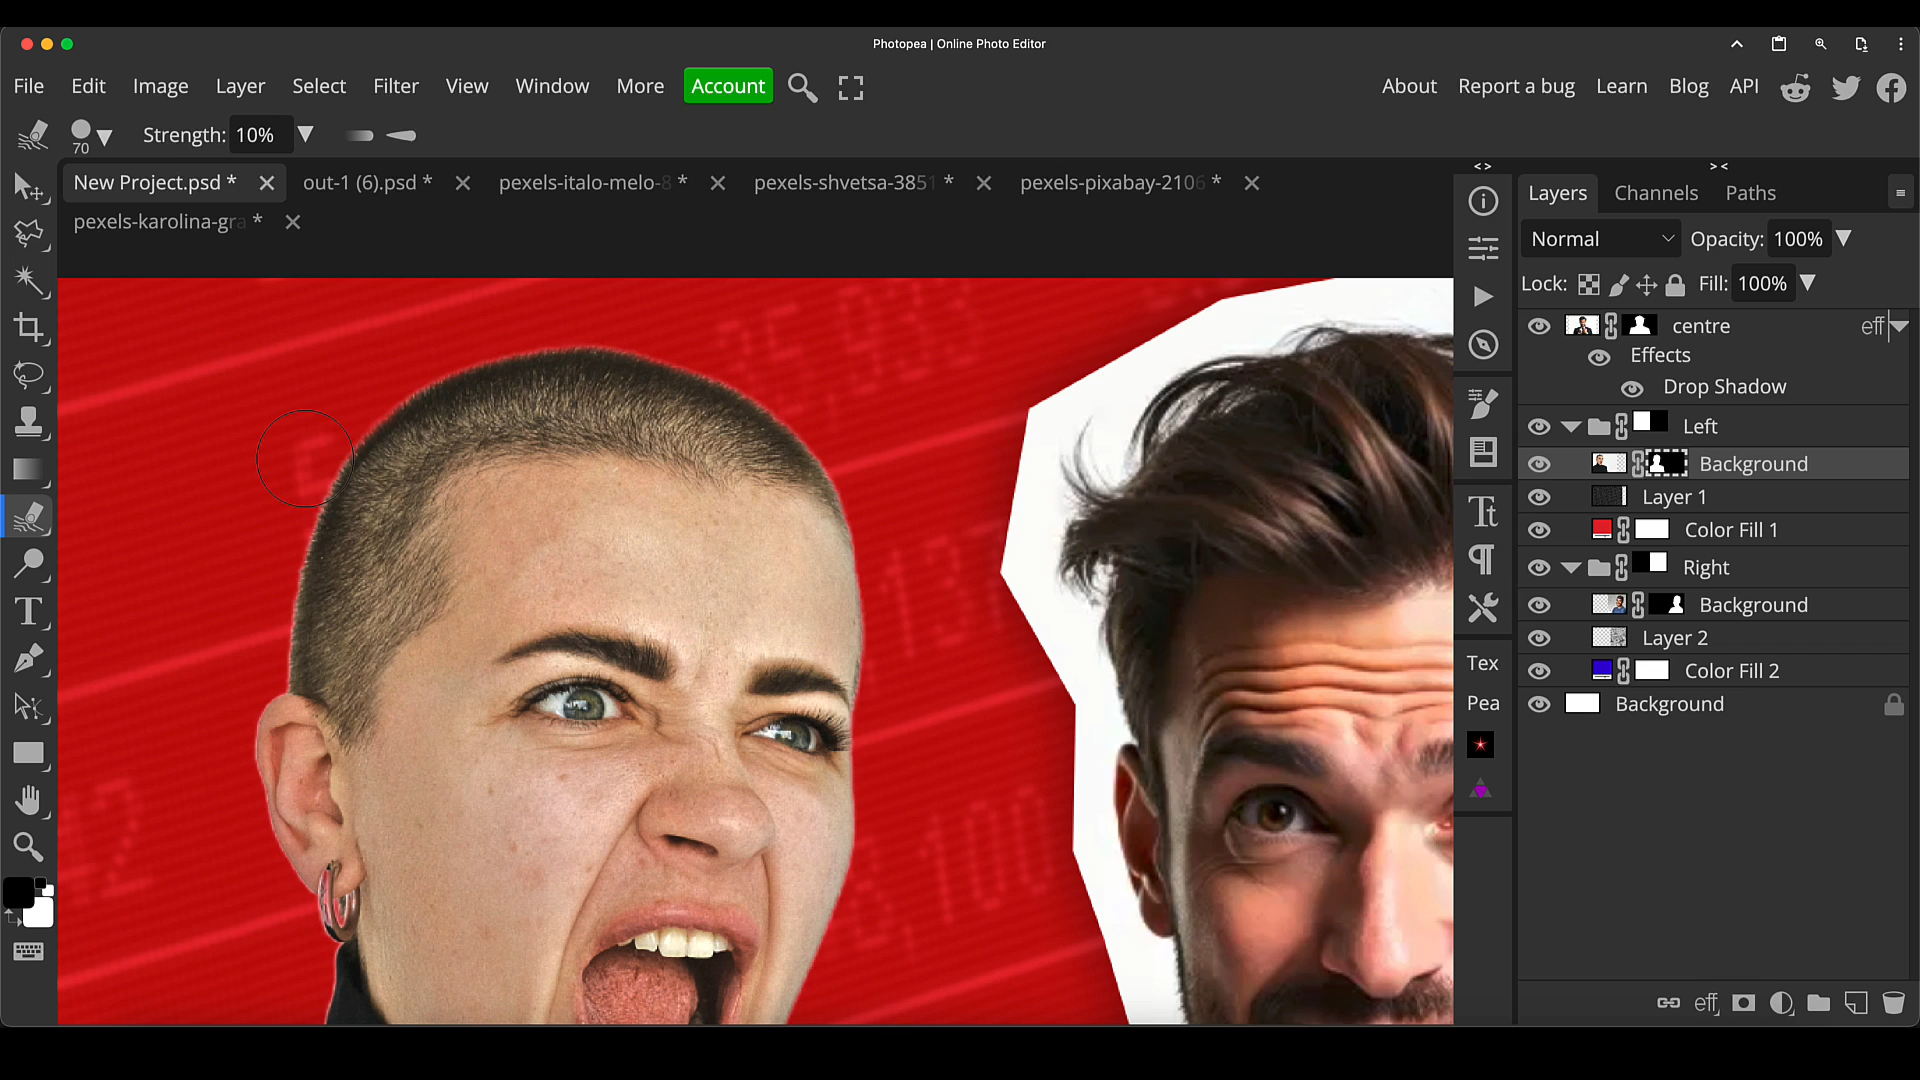 Photopea | Online Photo Editor
File Edit Image Layer Select Filter View Window More Account About Report a bug Learn Blog API
70 Strength: 10%
New Project.psd * out-1 (6).psd * pexels-italo-melo-8 * pexels-shvetsa-3851 * pexels-pixabay-2106 *
pexels-karolina-gra *
< > > <
Layers Channels Paths
Normal Opacity: 100%
Lock: Fill: 100%
centre eff
Effects
Drop Shadow
Left
Background
Layer 1
Color Fill 1
Right
Background
Layer 2
Color Fill 2
Background
Tex
Pea
eff